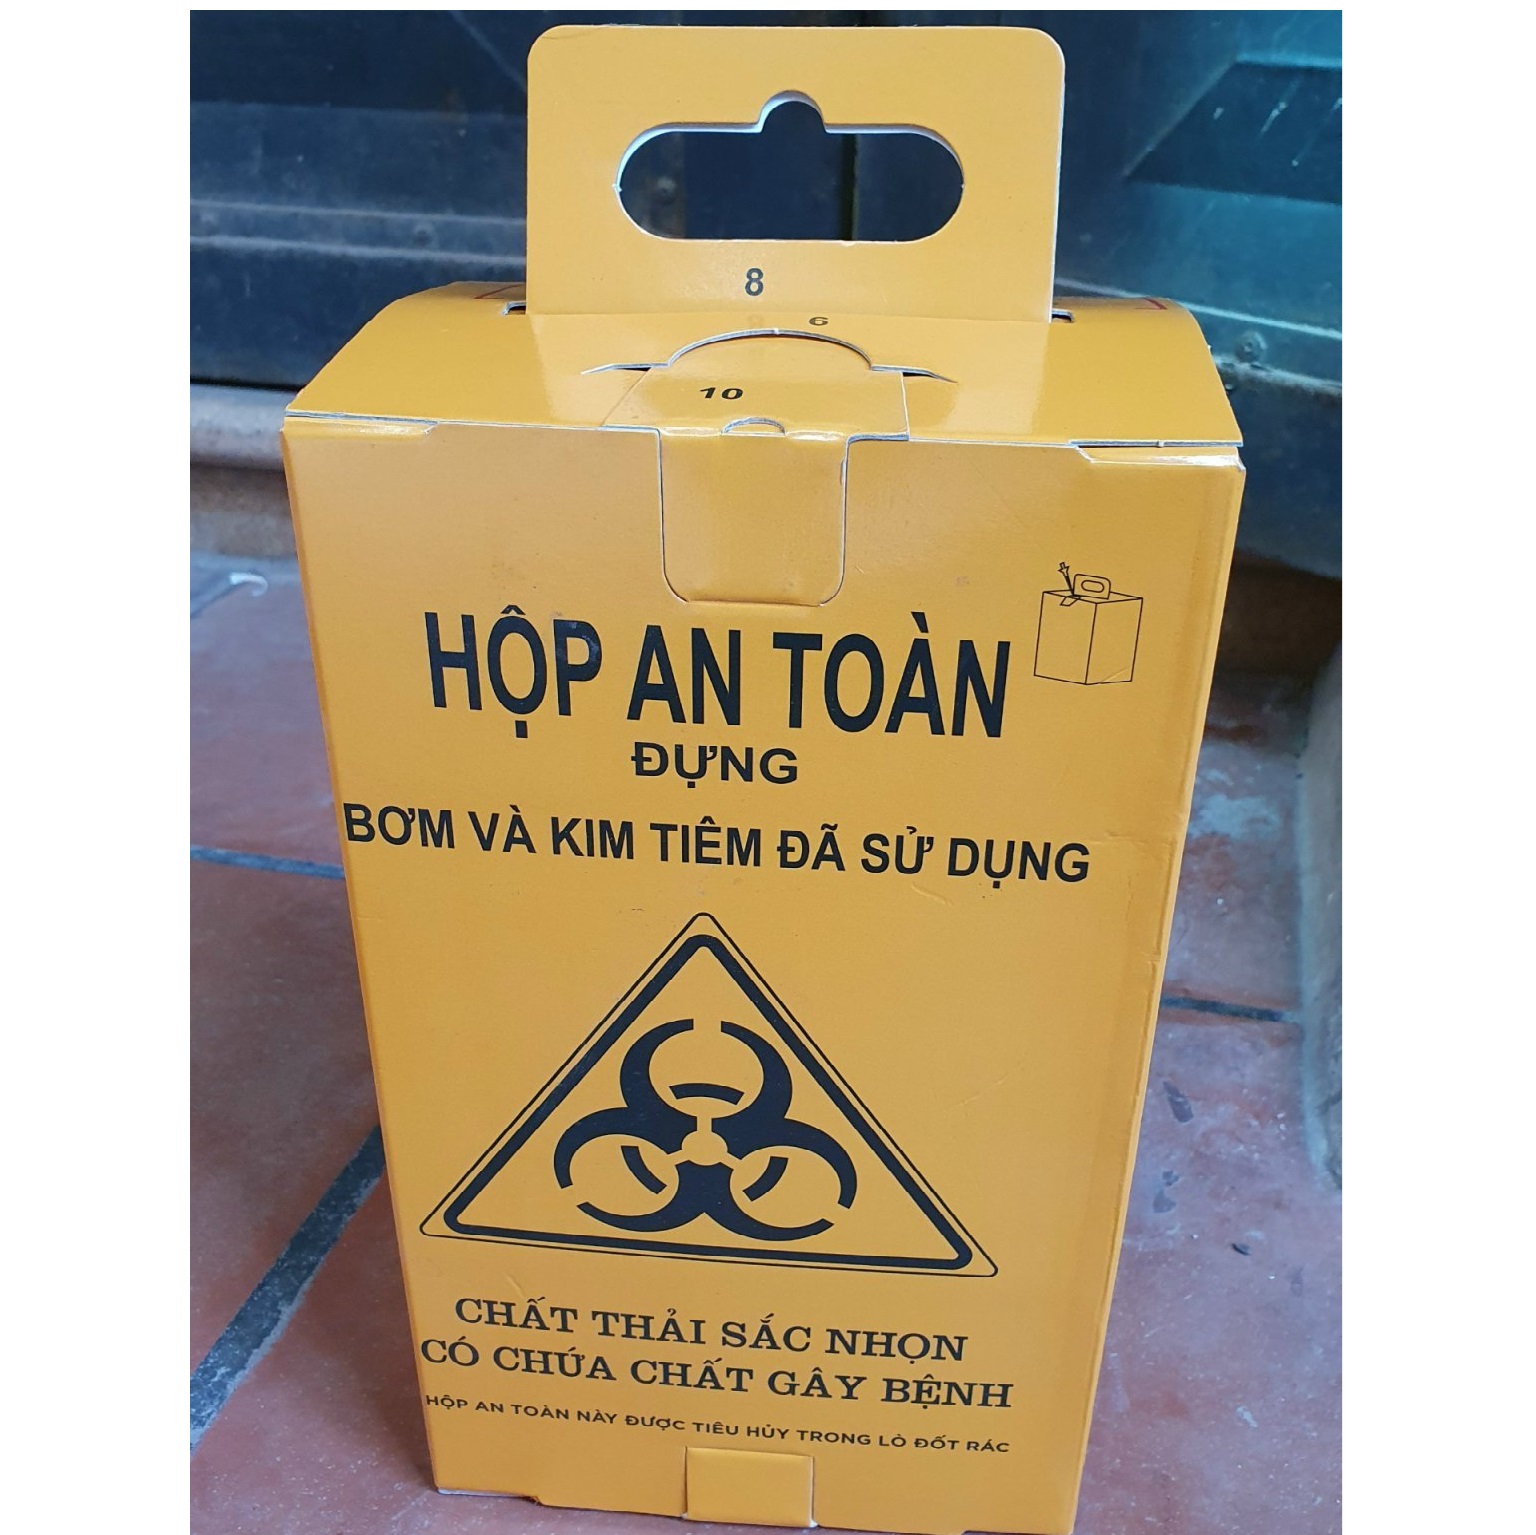 8
6
10
HỘP AN TOÀN
ĐỰNG
BƠM VÀ KIM TIÊM ĐÃ SỬ DỤNG
CHẤT THẢI SẮC NHỌN
CÓ CHỨA CHẤT GÂY BỆNH
HỘP AN TOÀN NÀY ĐƯỢC TIÊU HỦY TRONG LÒ ĐỐT RÁC